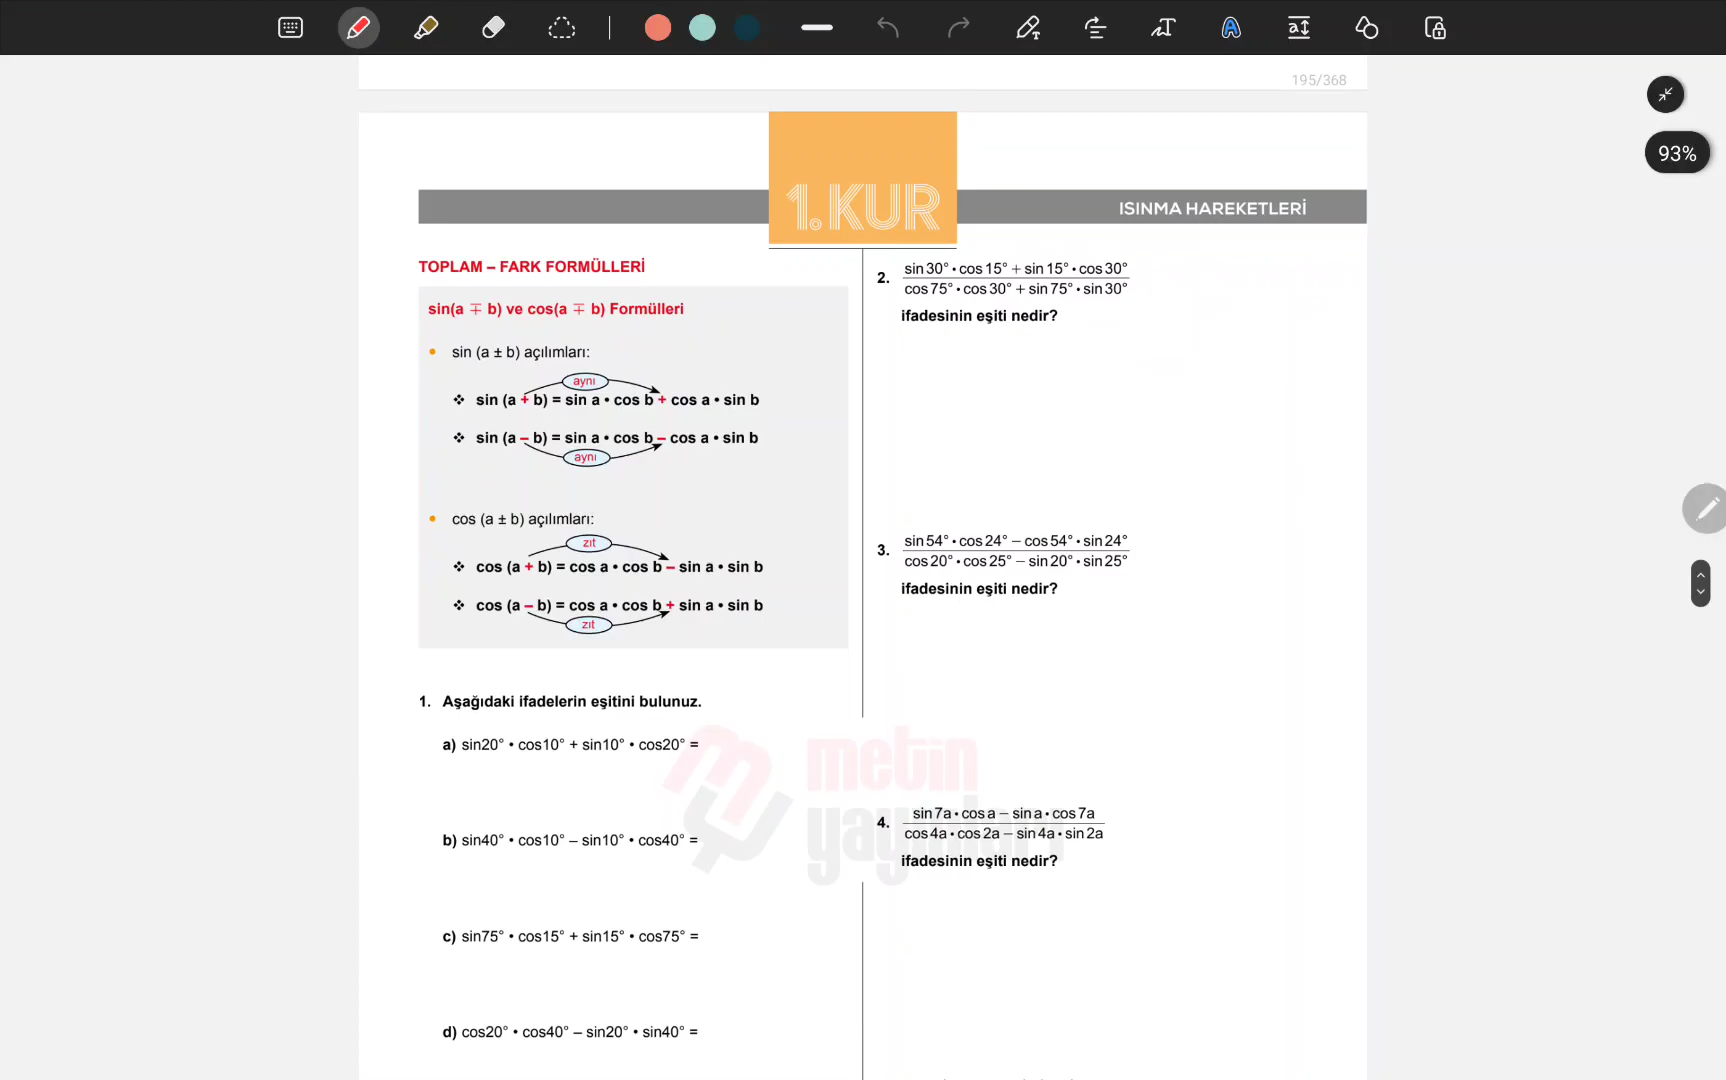 195/368
93%
1.KUR
ISINMA HAREKETLERİ
TOPLAM – FARK FORMÜLLERİ
sin(a ∓ b) ve cos(a ∓ b) Formülleri
• sin (a ± b) açılımları:
aynı
❖ sin (a + b) = sin a • cos b + cos a • sin b
❖ sin (a – b) = sin a • cos b – cos a • sin b
aynı
• cos (a ± b) açılımları:
zıt
❖ cos (a + b) = cos a • cos b – sin a • sin b
❖ cos (a – b) = cos a • cos b + sin a • sin b
zıt
1. Aşağıdaki ifadelerin eşitini bulunuz.
a) sin20° • cos10° + sin10° • cos20° =
b) sin40° • cos10° – sin10° • cos40° =
c) sin75° • cos15° + sin15° • cos75° =
d) cos20° • cos40° – sin20° • sin40° =
2. sin 30° • cos 15° + sin 15° • cos 30°
cos 75° • cos 30° + sin 75° • sin 30°
ifadesinin eşiti nedir?
3. sin 54° • cos 24° – cos 54° • sin 24°
cos 20° • cos 25° – sin 20° • sin 25°
ifadesinin eşiti nedir?
4. sin 7a • cos a – sin a • cos 7a
cos 4a • cos 2a – sin 4a • sin 2a
ifadesinin eşiti nedir?
metin
yayınları